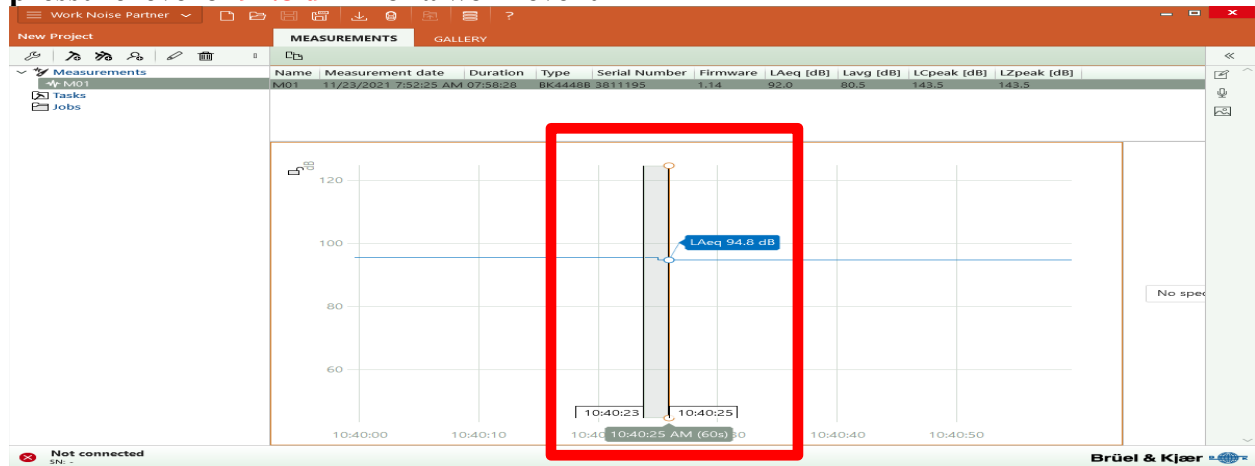 Work Noise Partner
?
New Project
MEASUREMENTS
GALLERY
Name Measurement date Duration Type Serial Number Firmware LAeq [dB] Lavg [dB] LCpeak [dB] LZpeak [dB]
M01 11/23/2021 7:52:25 AM 07:58:28 BK4448B 3811195 1.14 92.0 80.5 143.5 143.5
Measurements
M01
Tasks
Jobs
dB
120
100
80
60
LAeq 94.8 dB
No spec
10:40:23
10:40:25
10:40:00 10:40:10 10:40:25 AM (60s) 10:40:40 10:40:50
Not connected
SN: -
Brüel & Kjær